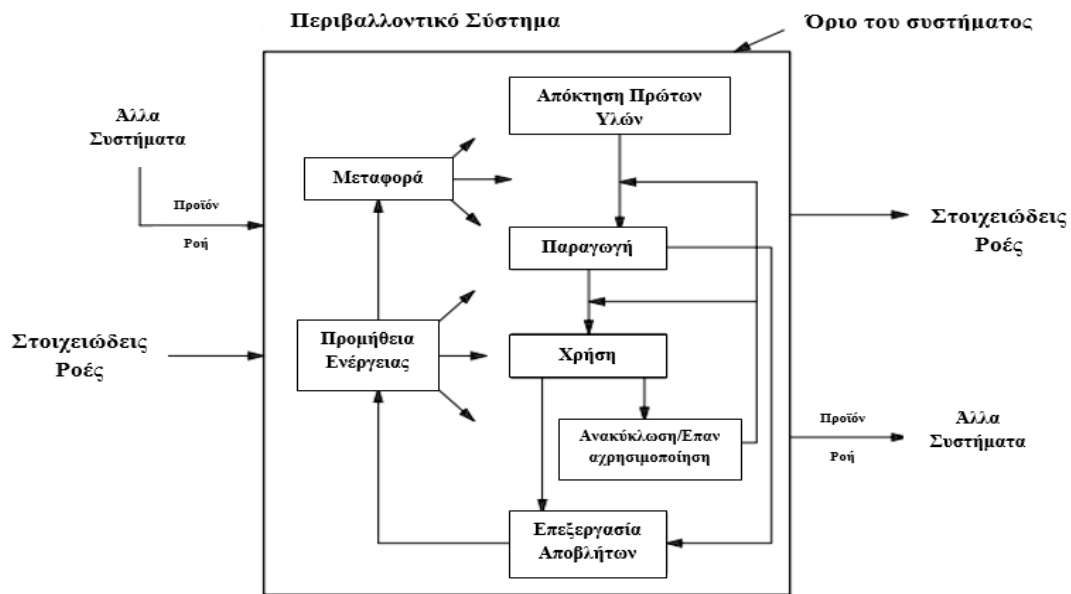 Περιβαλλοντικό Σύστημα
Όριο του συστήματος
Άλλα
Συστήματα
Προϊόν
Ροή
Στοιχειώδεις
Ροές
Απόκτηση Πρώτων
Υλών
Μεταφορά
Παραγωγή
Προμήθεια
Ενέργειας
Χρήση
Ανακύκλωση/Επαν
αχρησιμοποίηση
Επεξεργασία
Αποβλήτων
Στοιχειώδεις
Ροές
Προϊόν
Ροή
Άλλα
Συστήματα